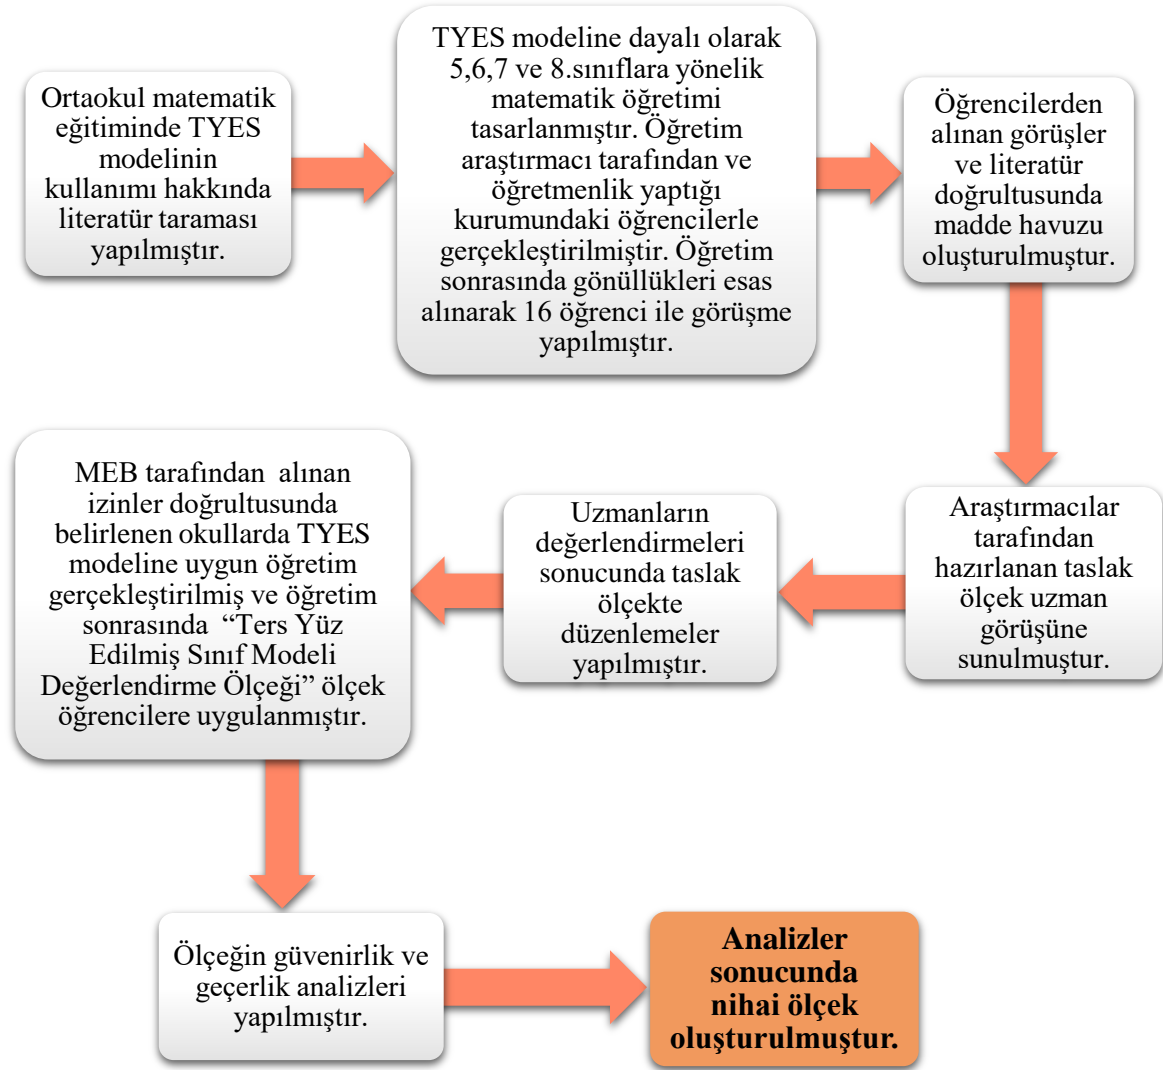 Ortaokul matematik
eğitiminde TYES
modelinin
kullanımı hakkında
literatür taraması
yapılmıştır.
TYES modeline dayalı olarak
5,6,7 ve 8.sınıflara yönelik
matematik öğretimi
tasarlanmıştır. Öğretim
araştırmacı tarafından ve
öğretmenlik yaptığı
kurumundaki öğrencilerle
gerçekleştirilmiştir. Öğretim
sonrasında gönüllükleri esas
alınarak 16 öğrenci ile görüşme
yapılmıştır.
Öğrencilerden
alınan görüşler
ve literatür
doğrultusunda
madde havuzu
oluşturulmuştur.
Araştırmacılar
tarafından
hazırlanan taslak
ölçek uzman
görüşüne
sunulmuştur.
Uzmanların
değerlendirmeleri
sonucunda taslak
ölçekte
düzenlemeler
yapılmıştır.
MEB tarafından alınan
izinler doğrultusunda
belirlenen okullarda TYES
modeline uygun öğretim
gerçekleştirilmiş ve öğretim
sonrasında “Ters Yüz
Edilmiş Sınıf Modeli
Değerlendirme Ölçeği” ölçek
öğrencilere uygulanmıştır.
Ölçeğin güvenirlik ve
geçerlik analizleri
yapılmıştır.
Analizler
sonucunda
nihai ölçek
oluşturulmuştur.